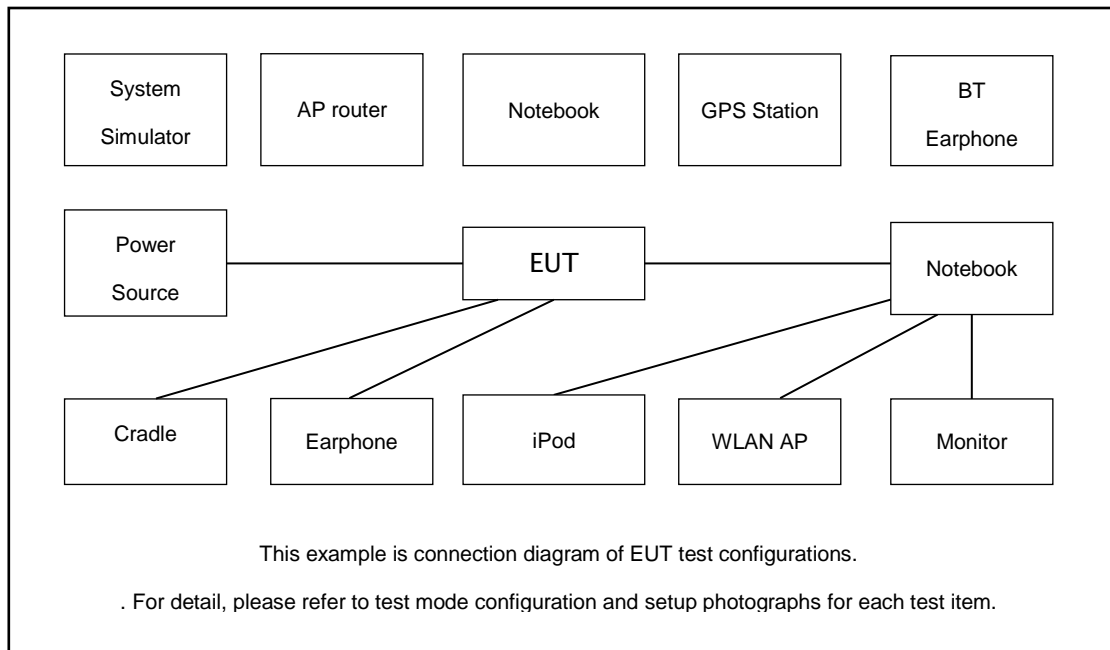 System
Simulator
AP router
Notebook
GPS Station
BT
Earphone
Power
Source
EUT
Notebook
Cradle
Earphone
iPod
WLAN AP
Monitor
This example is connection diagram of EUT test configurations.
. For detail, please refer to test mode configuration and setup photographs for each test item.